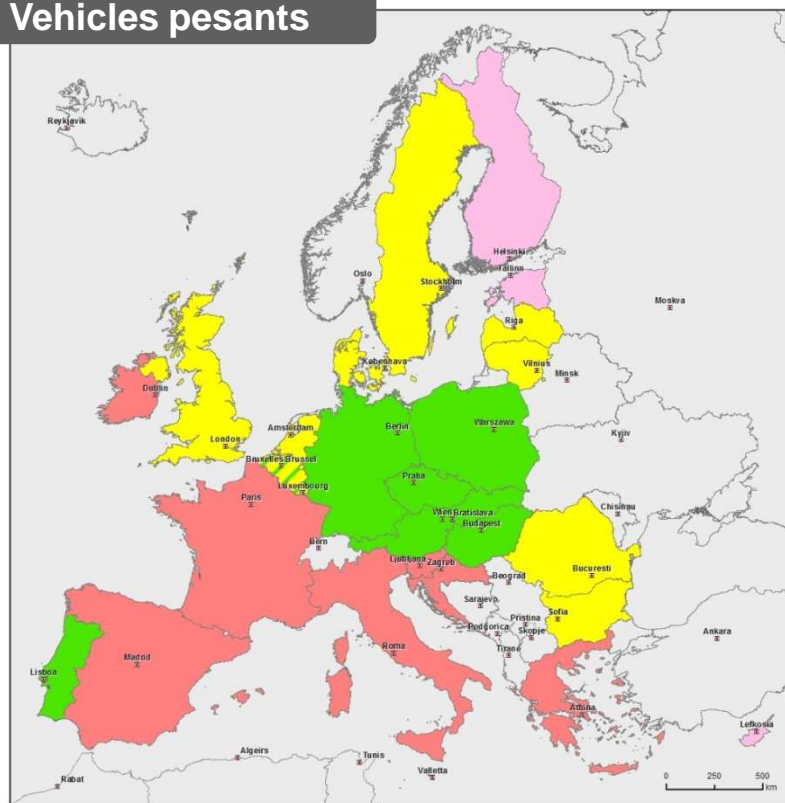 Vehicles pesants
Reykjavik
Helsinki
Tallinn
Oslo
Stockholm
Moskva
Riga
København
Vilnius
Minsk
Dublin
Amsterdam
Berlin
Warszawa
London
Kyjiv
Bruxelles Brussel
Praha
Luxembourg
Paris
Wien
Bratislava
Chisinau
Budapest
Bern
Ljubljana
Zagreb
Bucuresti
Beograd
Sarajevo
Sofia
Pristina
Podgorica
Skopje
Ankara
Roma
Tirane
Madrid
Lisboa
Athina
Lefkosia
Algeirs
Tunis
Valletta
Rabat
0 250 500
km